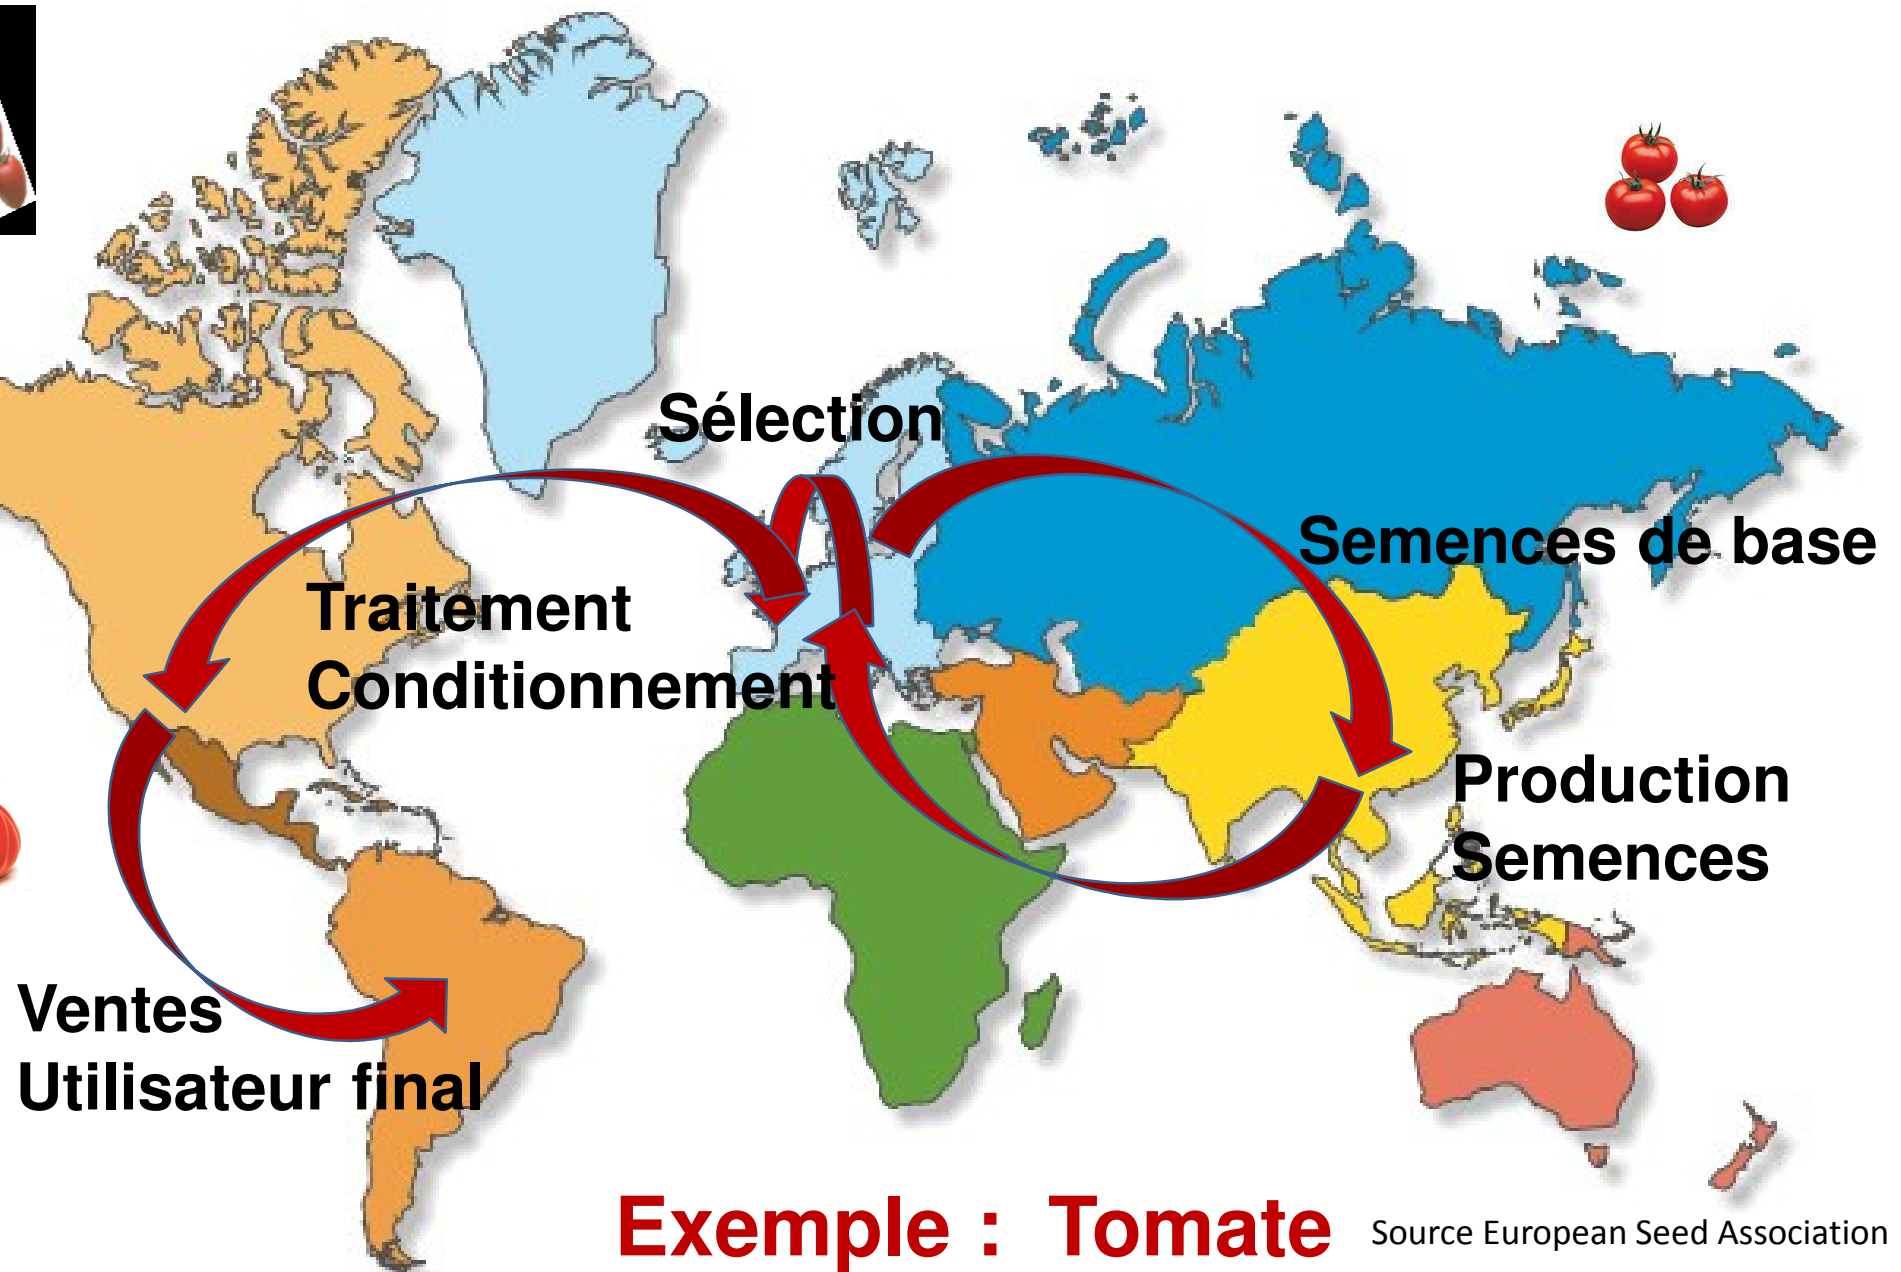 Sélection
Semences de base
Traitement
Conditionnement
Production
Semences
Ventes
Utilisateur final
Exemple : Tomate
Source European Seed Association